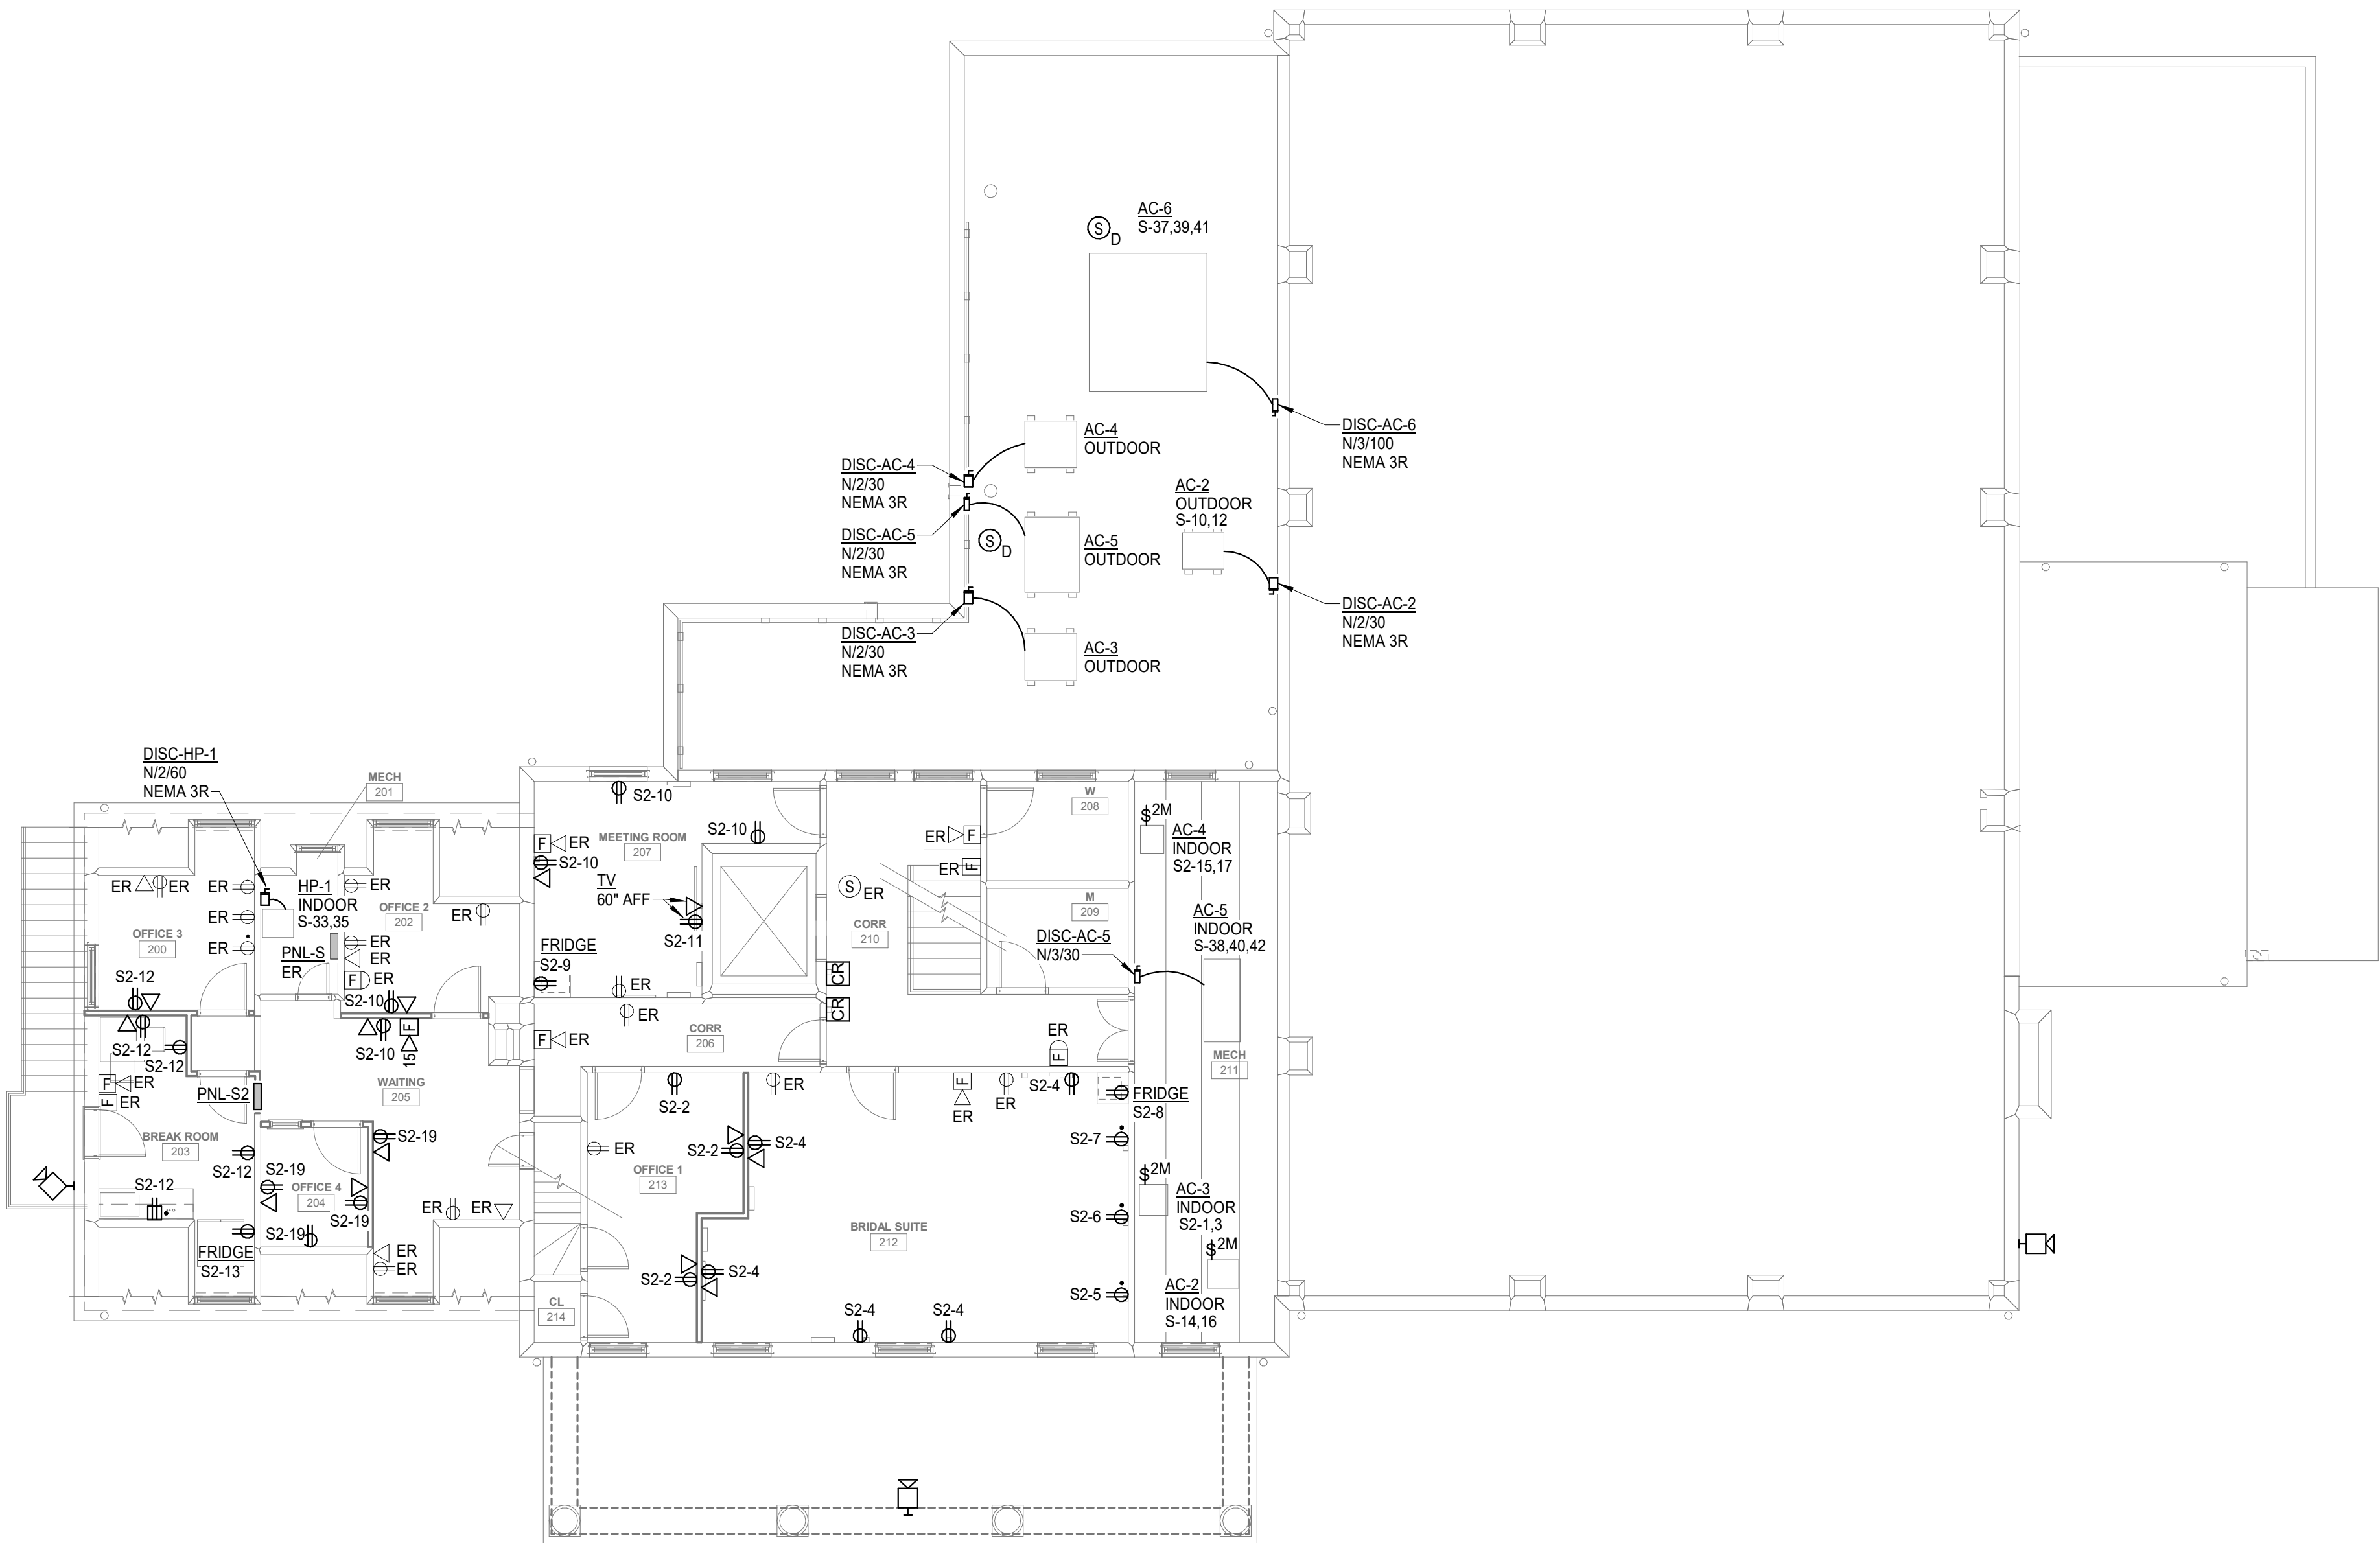 AC-6
S-37,39,41
S
D
DISC-AC-6
N/3/100
NEMA 3R
AC-4
OUTDOOR
DISC-AC-4
N/2/30
NEMA 3R
AC-2
OUTDOOR
S-10,12
DISC-AC-5
N/2/30
NEMA 3R
S
D
AC-5
OUTDOOR
DISC-AC-2
N/2/30
NEMA 3R
DISC-AC-3
N/2/30
NEMA 3R
AC-3
OUTDOOR
DISC-HP-1
N/2/60
NEMA 3R
MECH
201
S2-10
MEETING ROOM
207
S2-10
F
ER
S2-10
TV
60" AFF
S2-11
FRIDGE
S2-9
ER
ER
W
208
ER
F
ER
F
S
ER
CORR
210
M
209
CR
CR
$
2M
AC-4
INDOOR
S2-15,17
AC-5
INDOOR
S-38,40,42
DISC-AC-5
N/3/30
MECH
211
ER
ER
ER
ER
ER
OFFICE 3
200
HP-1
INDOOR
S-33,35
PNL-S
ER
ER
OFFICE 2
202
ER
ER
ER
F
ER
S2-12
S2-10
S2-12
S2-12
S2-10
F
15
F
ER
F
ER
PNL-S2
WAITING
205
F
ER
CORR
206
ER
F
BREAK ROOM
203
S2-12
S2-12
S2-19
OFFICE 4
204
S2-19
S2-19
S2-19
FRIDGE
S2-13
ER
ER
ER
ER
S2-2
ER
ER
OFFICE 1
213
S2-2
S2-4
S2-2
S2-4
F
ER
ER
S2-4
FRIDGE
S2-8
S2-7
S2-6
S2-5
BRIDAL SUITE
212
S2-4
S2-4
$
2M
AC-3
INDOOR
S2-1,3
$
2M
AC-2
INDOOR
S-14,16
CL
214